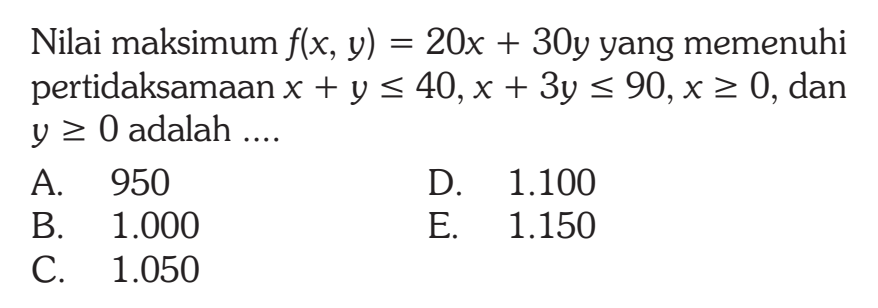 Nilai maksimum f(x, y) = 20x + 30y yang memenuhi
pertidaksamaan x + y ≤ 40, x + 3y ≤ 90, x ≥ 0, dan
y ≥ 0 adalah ....
A. 950
B. 1.000
C. 1.050
D. 1.100
E. 1.150